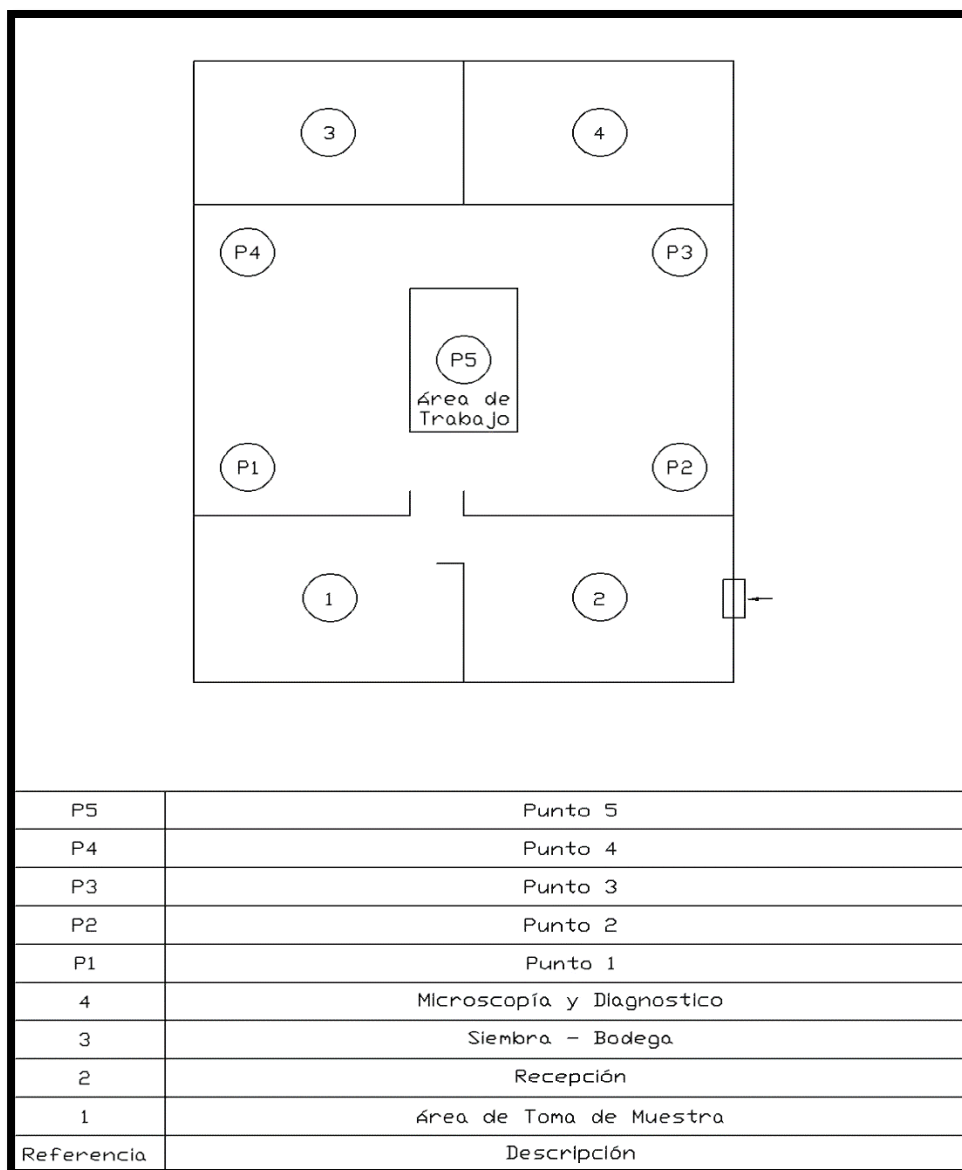 3
4
P4
P3
P5
Área de
Trabajo
P1
P2
1
2
P5 Punto 5
P4 Punto 4
P3 Punto 3
P2 Punto 2
P1 Punto 1
4 Microscopía y Diagnostico
3 Siembra - Bodega
2 Recepción
1 Área de Toma de Muestra
Referencia Descripción